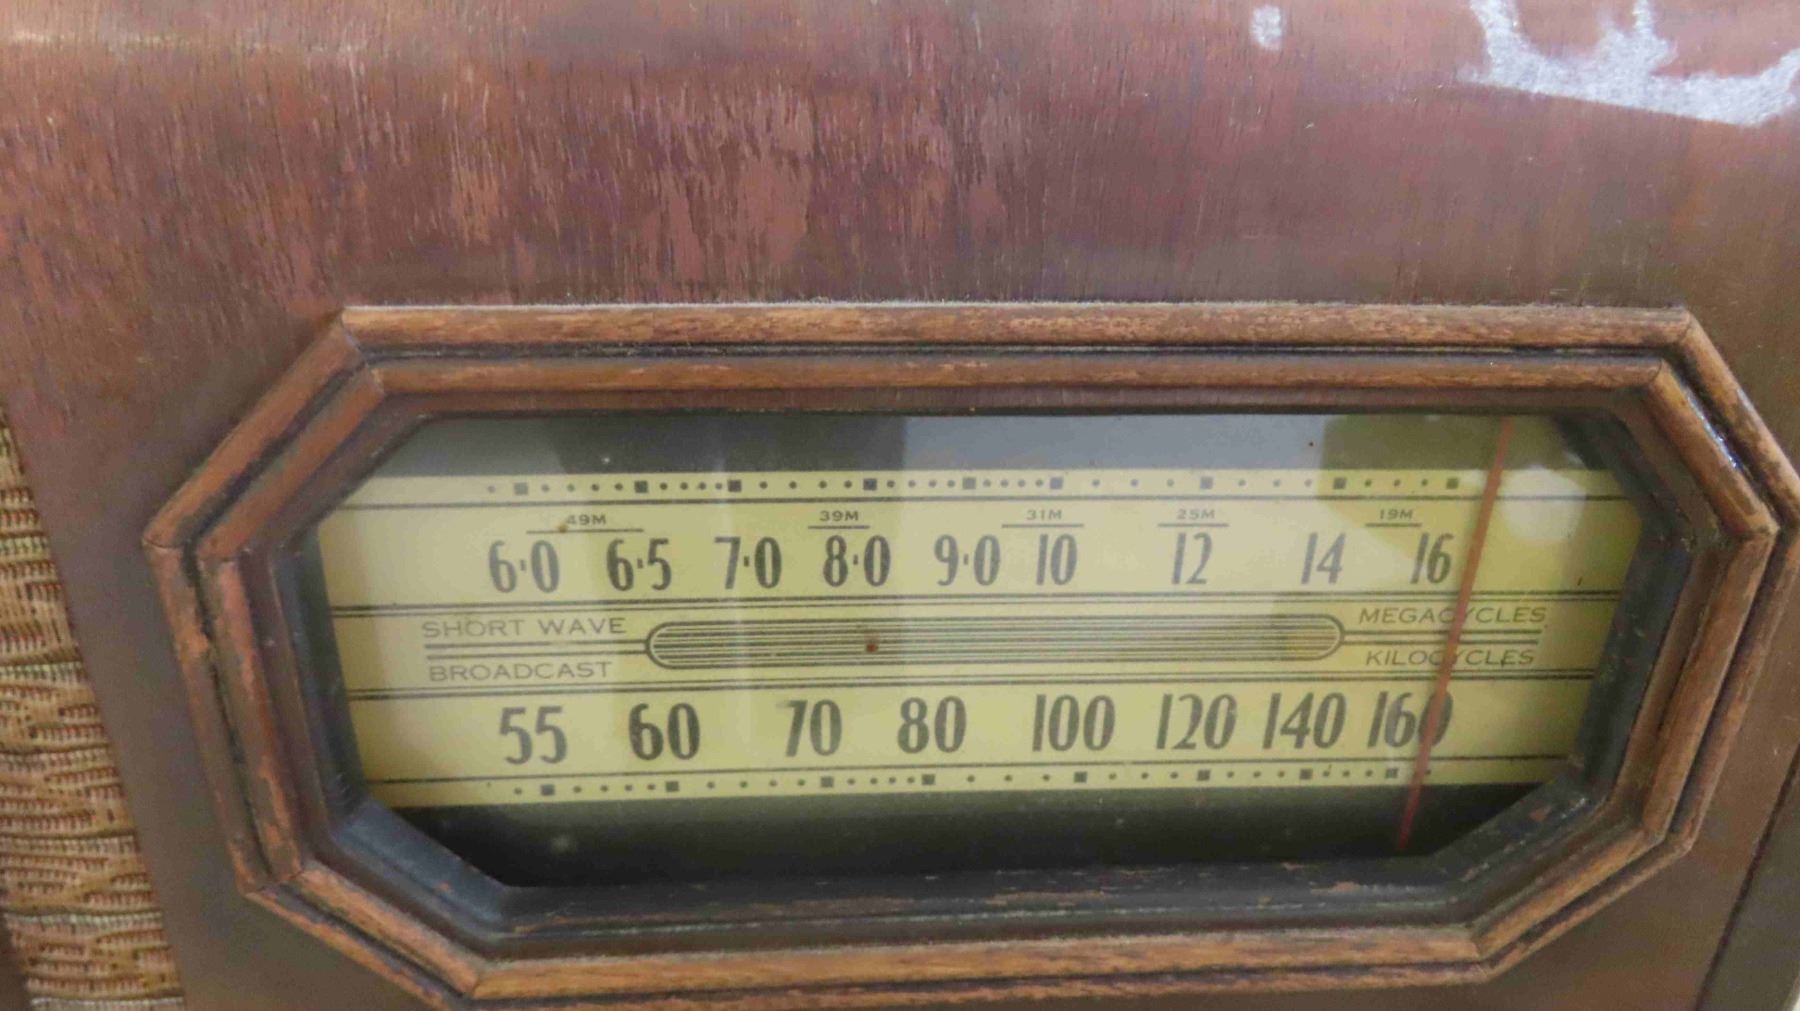 49M 39M 31M 25M 19M
6·0 6·5 7·0 8·0 9·0 10 12 14 16
SHORT WAVE MEGACYCLES
BROADCAST KILOCYCLES
55 60 70 80 100 120 140 160